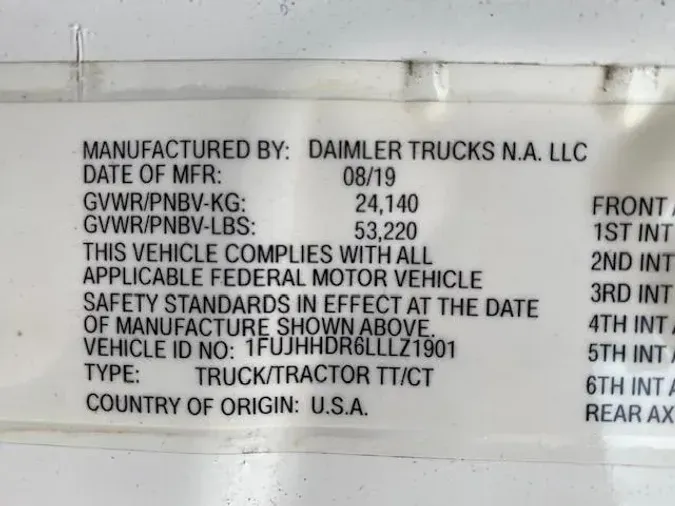 MANUFACTURED BY: DAIMLER TRUCKS N.A. LLC
DATE OF MFR: 08/19
GVWR/PNBV-KG: 24,140
GVWR/PNBV-LBS: 53,220
THIS VEHICLE COMPLIES WITH ALL
APPLICABLE FEDERAL MOTOR VEHICLE
SAFETY STANDARDS IN EFFECT AT THE DATE
OF MANUFACTURE SHOWN ABOVE.
VEHICLE ID NO: 1FUJHHDR6LLLZ1901
TYPE: TRUCK/TRACTOR TT/CT
COUNTRY OF ORIGIN: U.S.A.
FRONT A
1ST INT
2ND INT
3RD INT
4TH INT A
5TH INT A
6TH INT A
REAR AX